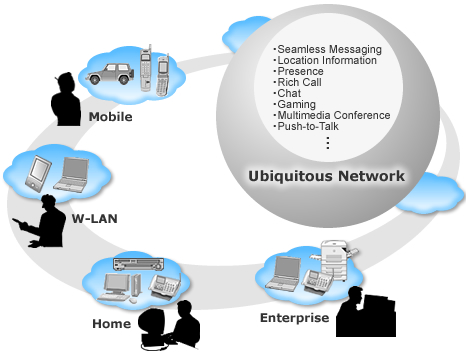 ・Seamless Messaging
・Location Information
・Presence
・Rich Call
・Chat
・Gaming
・Multimedia Conference
・Push-to-Talk
⋮
Ubiquitous Network
Mobile
W-LAN
Home
Enterprise